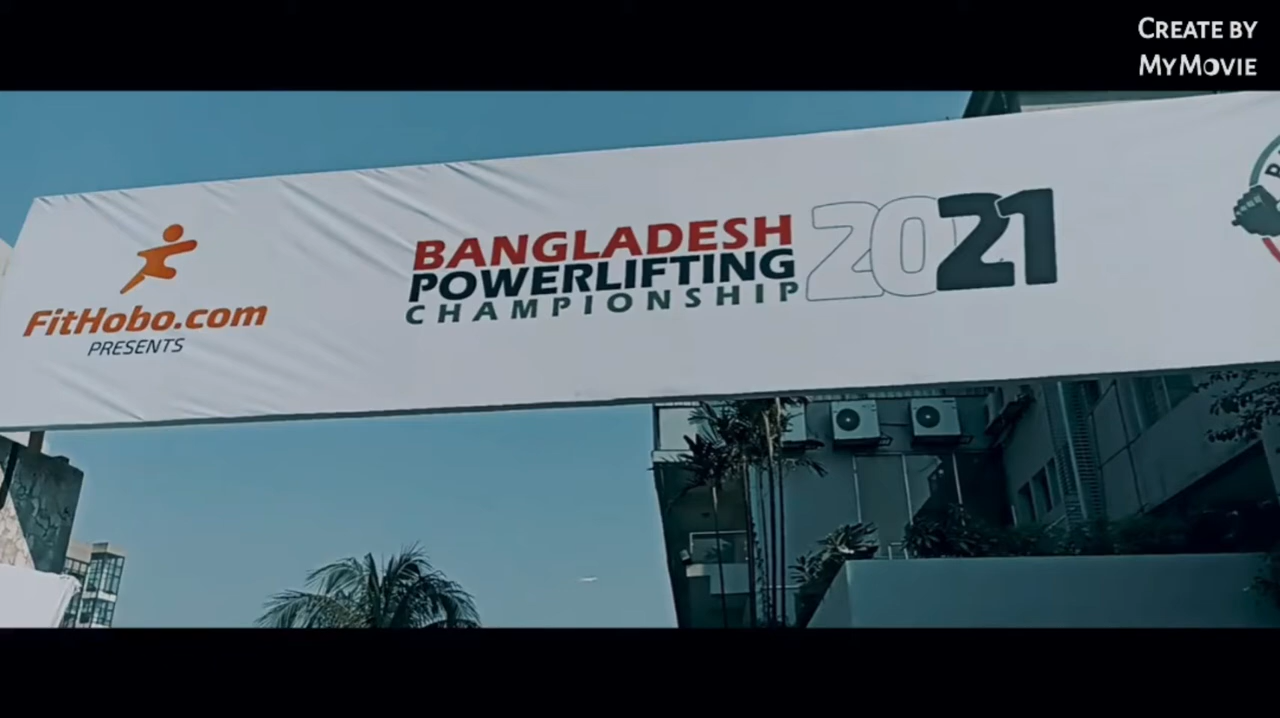 CREATE BY
MYMOVIE
FitHobo.com
PRESENTS
BANGLADESH
POWERLIFTING
CHAMPIONSHIP
2021